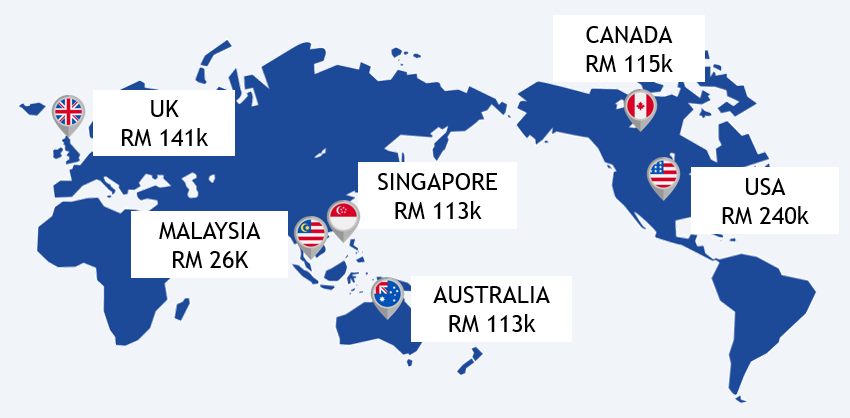 CANADA
RM 115k
UK
RM 141k
SINGAPORE
RM 113k
USA
RM 240k
MALAYSIA
RM 26K
AUSTRALIA
RM 113k